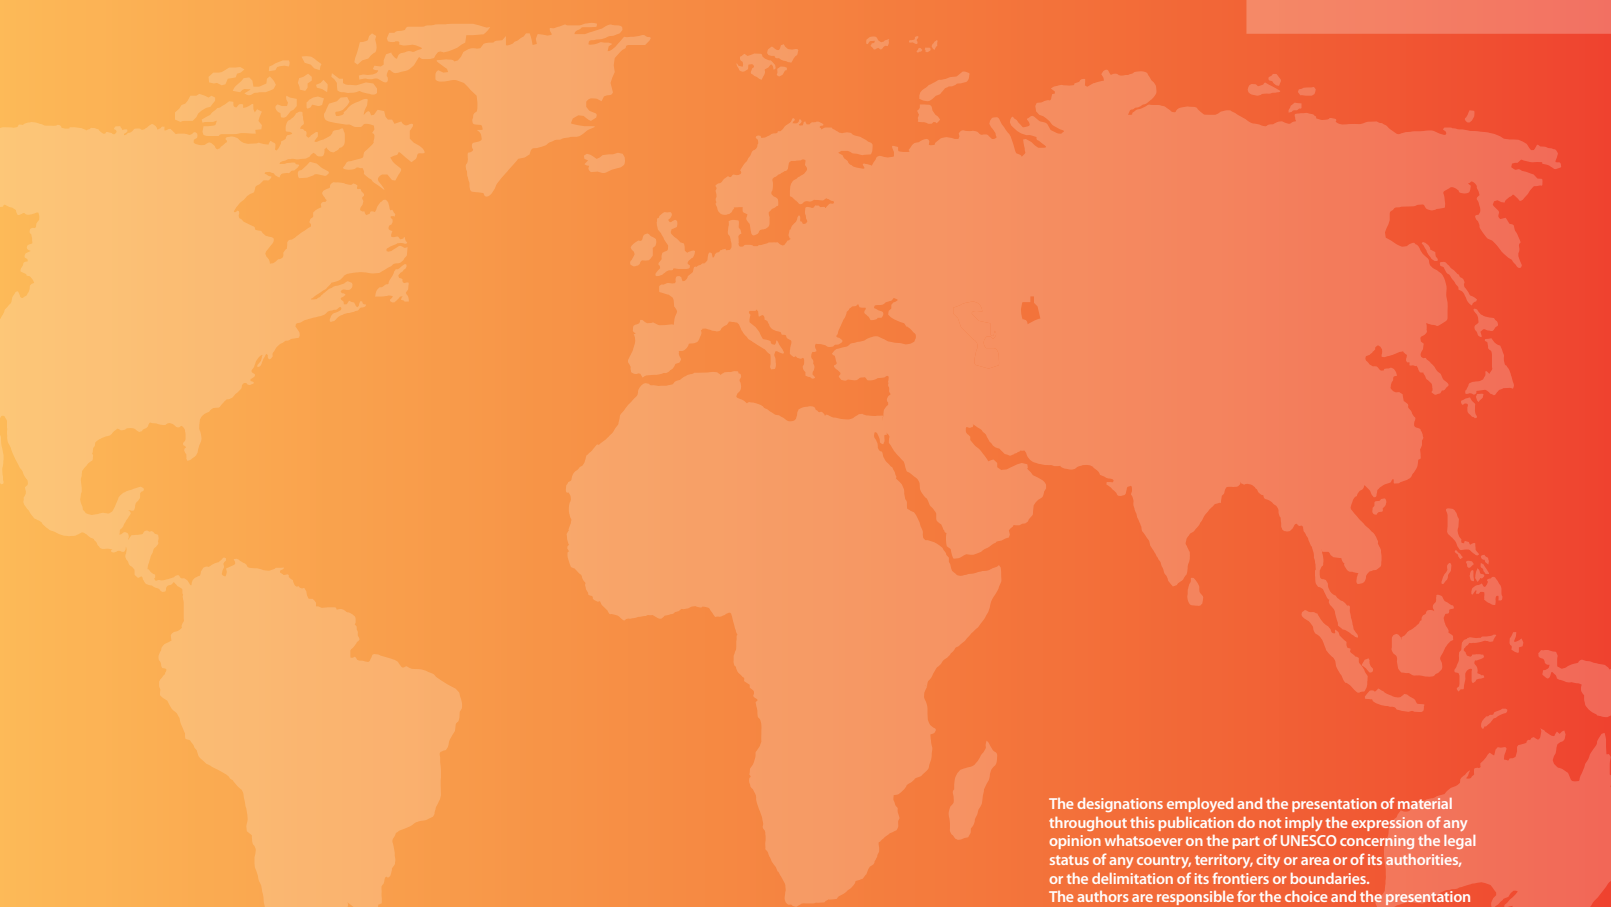 The designations employed and the presentation of material
throughout this publication do not imply the expression of any
opinion whatsoever on the part of UNESCO concerning the legal
status of any country, territory, city or area or of its authorities,
or the delimitation of its frontiers or boundaries.
The authors are responsible for the choice and the presentation